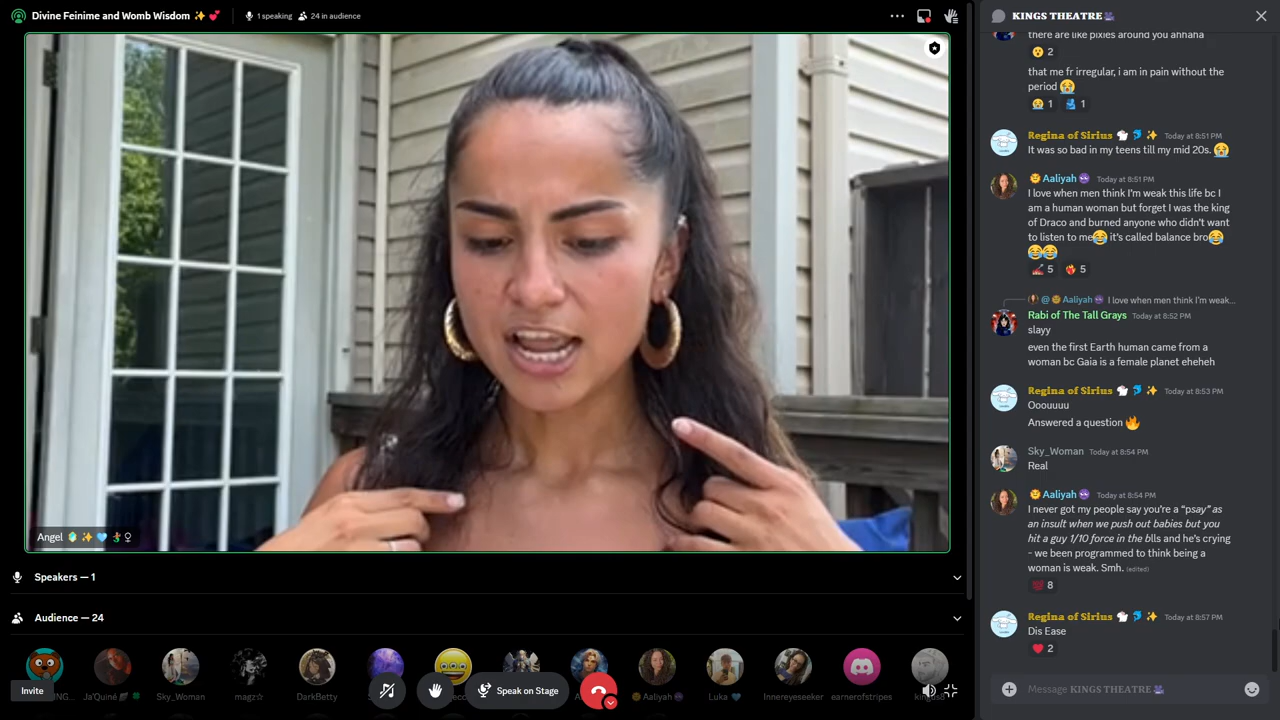 Divine Feinime and Womb Wisdom ✨ 💕
1 speaking
24 in audience
Angel
Speakers — 1
Audience — 24
Ja'Quiné
Sky_Woman
magz☆
DarkBetty
Aaliyah
Luka
Innereyeseeker
earnerofstripes
Invite
Speak on Stage
KINGS THEATRE
there are like pixies around you ahhaha
😮 2
that me fr irregular, i am in pain without the
period 😭
1
1
Regina of Sirius
Today at 8:51 PM
It was so bad in my teens till my mid 20s. 😭
Aaliyah
Today at 8:51 PM
I love when men think I'm weak this life bc I
am a human woman but forget I was the king
of Draco and burned anyone who didn't want
to listen to me😂 it's called balance bro😂
😂😂
5
5
@ Aaliyah I love when men think I'm weak...
Rabi of The Tall Grays
Today at 8:52 PM
slayy
even the first Earth human came from a
woman bc Gaia is a female planet eheheh
Regina of Sirius
Today at 8:53 PM
Ooouuuu
Answered a question 🔥
Sky_Woman
Today at 8:54 PM
Real
Aaliyah
Today at 8:54 PM
I never got my people say you're a "psay" as
an insult when we push out babies but you
hit a guy 1/10 force in the blls and he's crying
- we been programmed to think being a
woman is weak. Smh. (edited)
8
Regina of Sirius
Today at 8:57 PM
Dis Ease
2
Message KINGS THEATRE